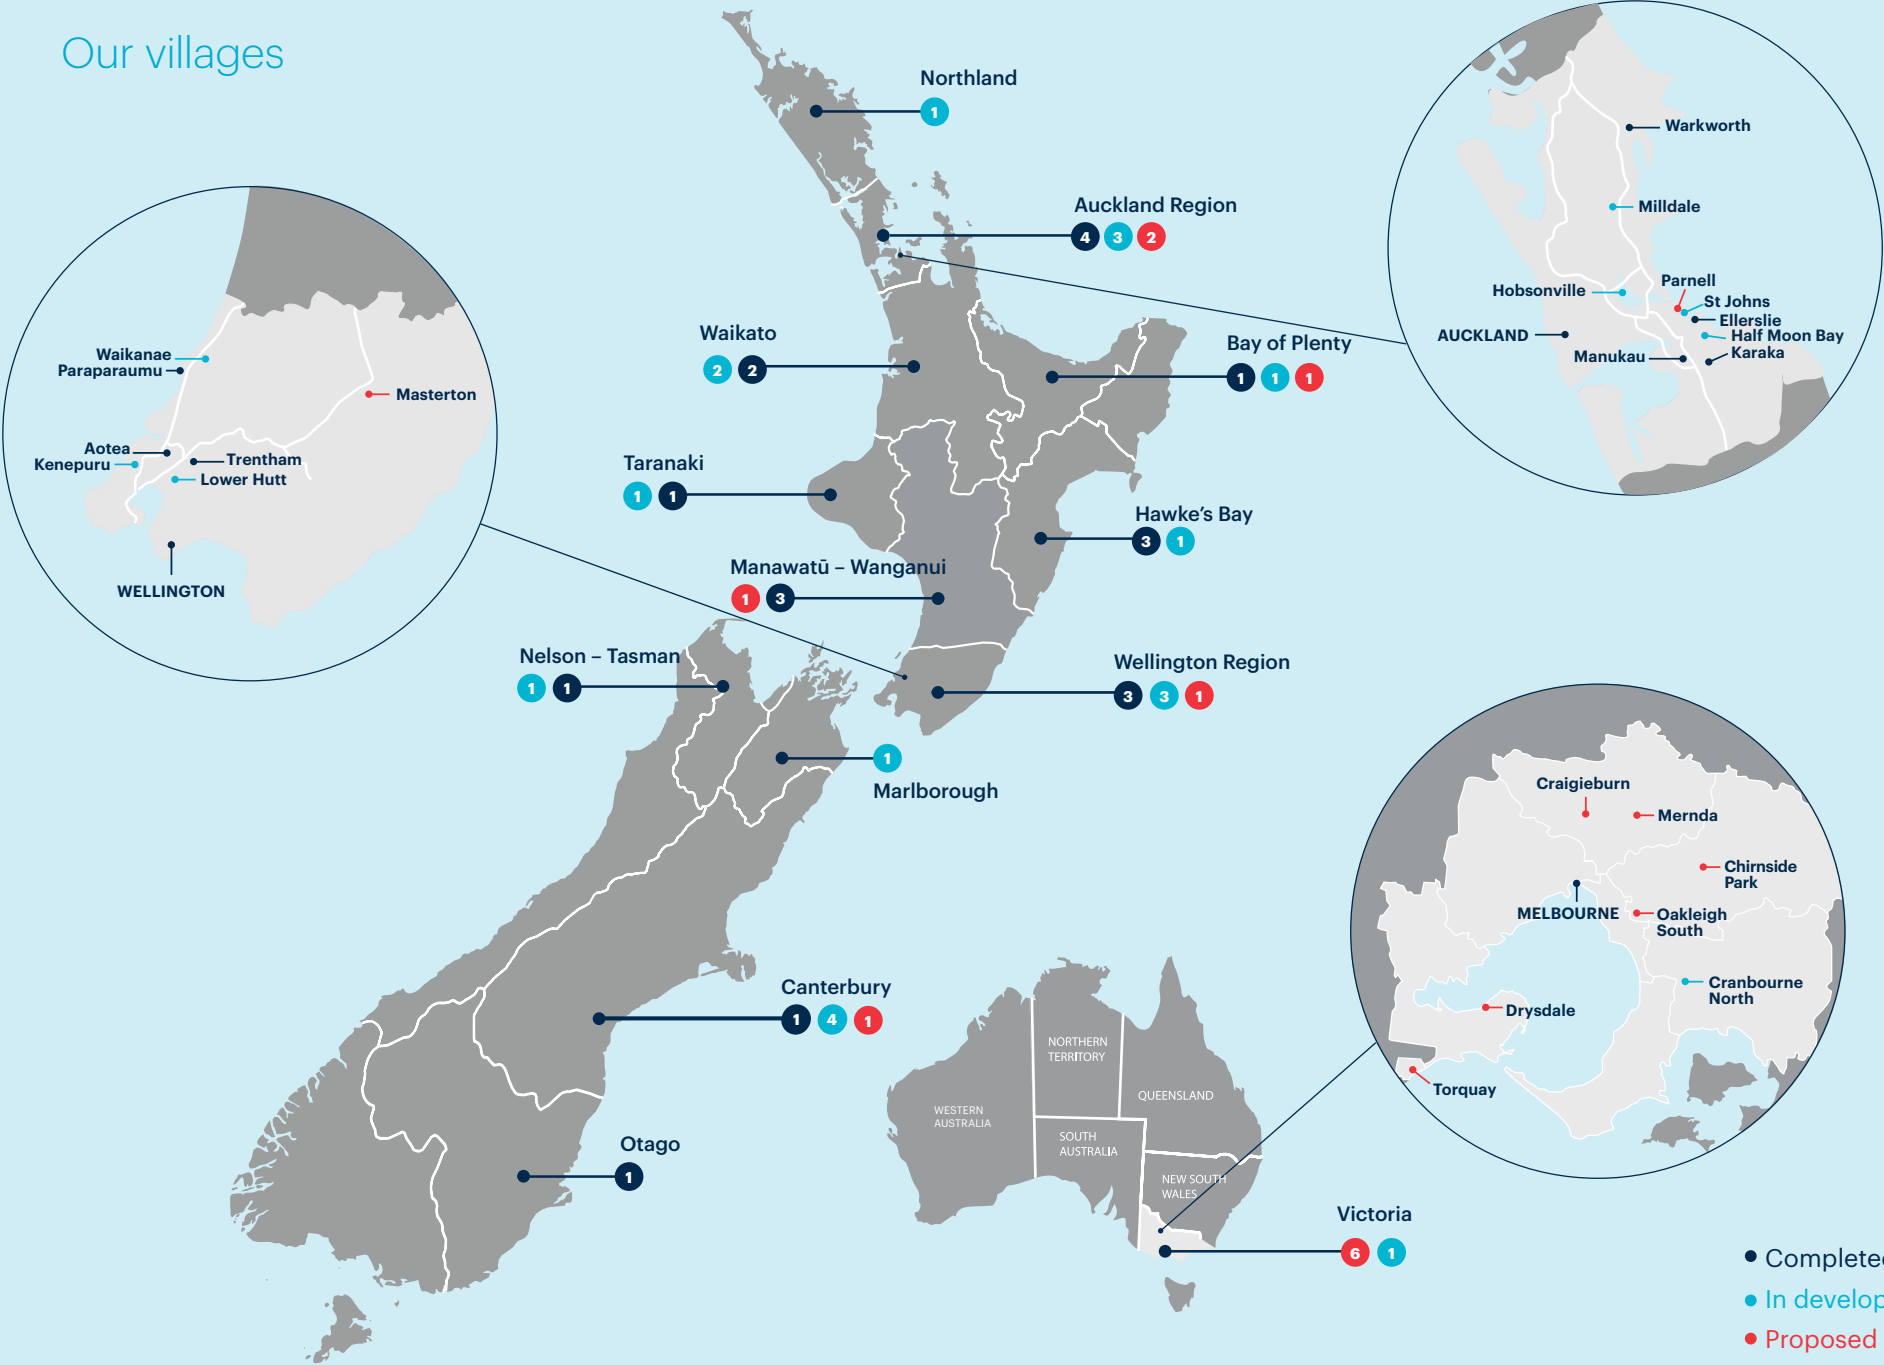 Our villages
Northland
1
Auckland Region
4 3 2
Waikato
2 2
Bay of Plenty
1 1 1
Taranaki
1 1
Hawke's Bay
3 1
Manawatū – Wanganui
1 3
Nelson – Tasman
1 1
Wellington Region
3 3 1
1
Marlborough
Canterbury
1 4 1
Otago
1
Victoria
6 1
Waikanae
Paraparaumu
Masterton
Aotea
Kenepuru
Trentham
Lower Hutt
WELLINGTON
Warkworth
Milldale
Hobsonville
Parnell
St Johns
Ellerslie
AUCKLAND
Half Moon Bay
Manukau
Karaka
Craigieburn
Mernda
Chirnside
Park
MELBOURNE
Oakleigh
South
Cranbourne
North
Drysdale
Torquay
NORTHERN
TERRITORY
QUEENSLAND
WESTERN
AUSTRALIA
SOUTH
AUSTRALIA
NEW SOUTH
WALES
Completed
In develop
Proposed